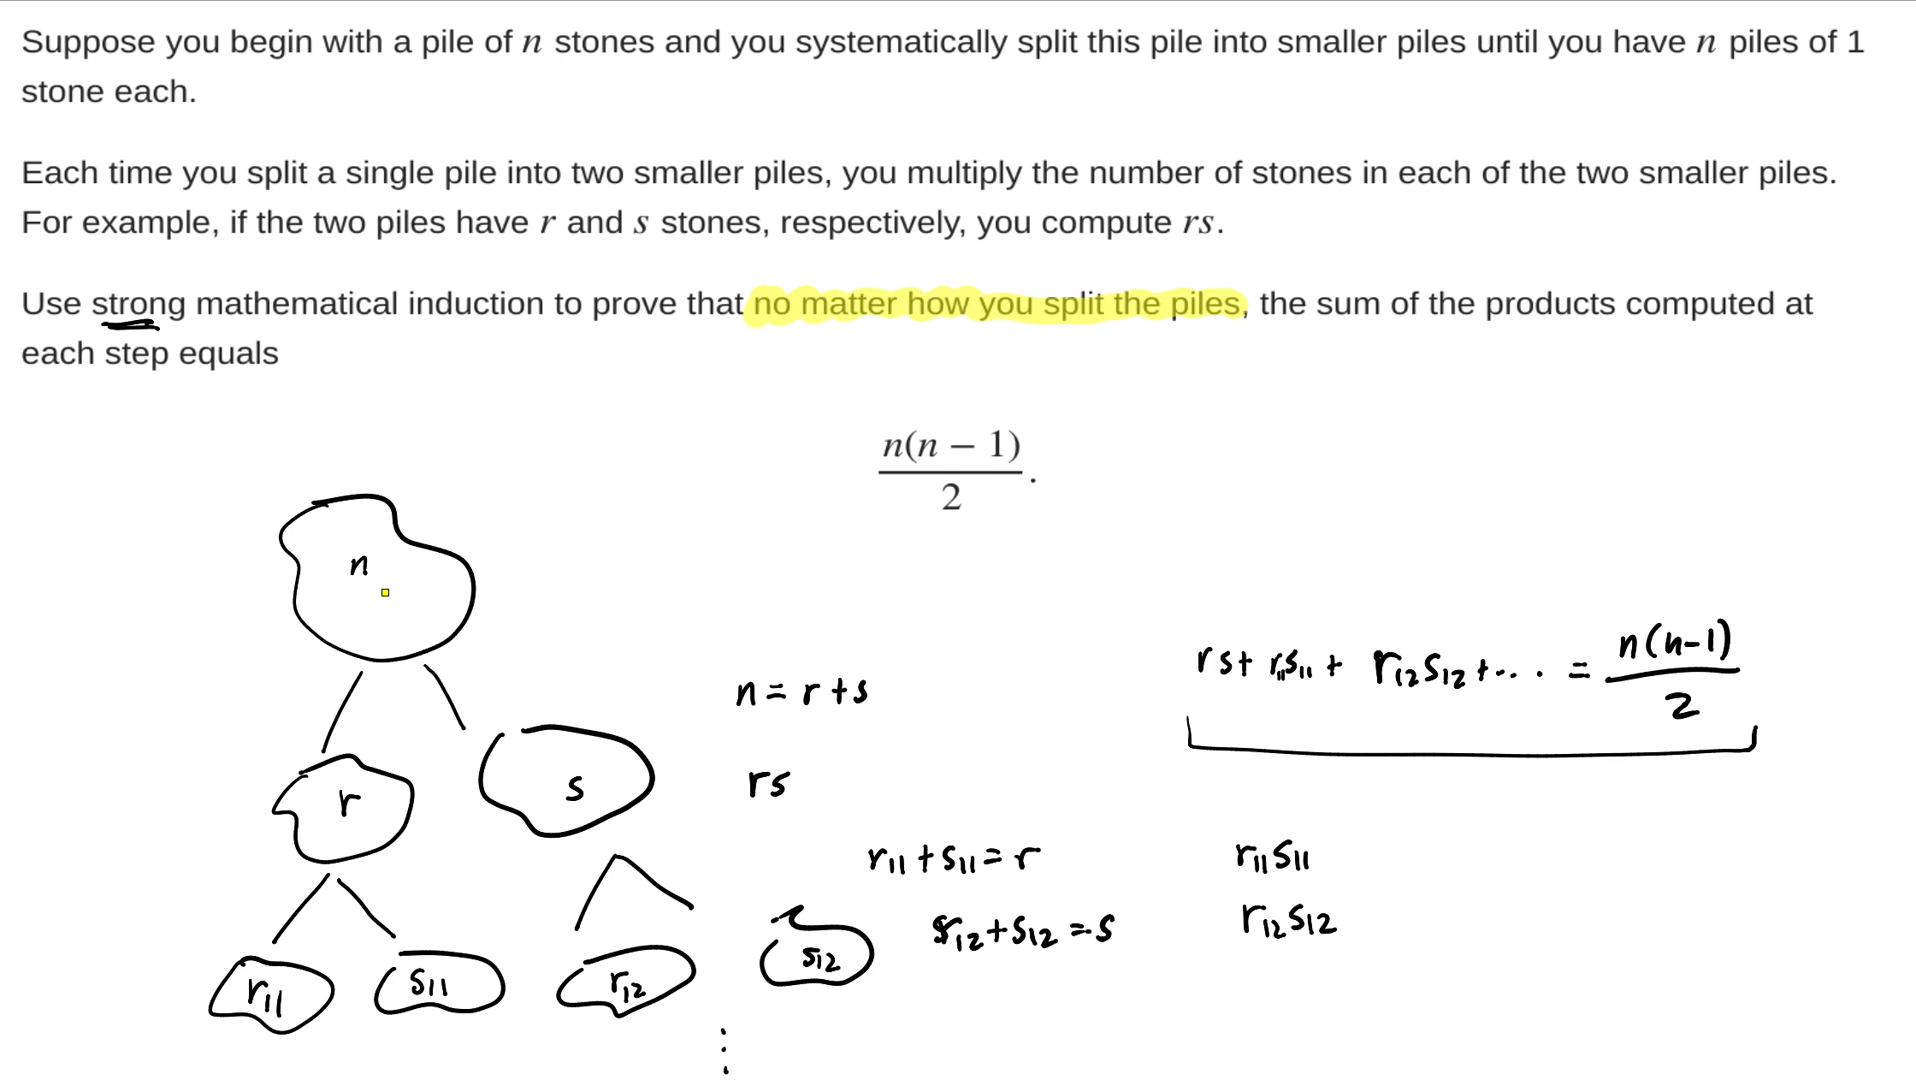 Suppose you begin with a pile of n stones and you systematically split this pile into smaller piles until you have n piles of 1
stone each.
Each time you split a single pile into two smaller piles, you multiply the number of stones in each of the two smaller piles.
For example, if the two piles have r and s stones, respectively, you compute rs.
Use strong mathematical induction to prove that no matter how you split the piles, the sum of the products computed at
each step equals
n(n − 1)
2 .
n
rs + r₁₁s₁₁ + r₁₂s₁₂ + ... = n(n-1)
2
n = r + s
r
s
rs
r₁₁ + s₁₁ = r
r₁₁s₁₁
r₁₂ + s₁₂ = s
r₁₂s₁₂
r₁₁
s₁₁
r₁₂
s₁₂
⋮